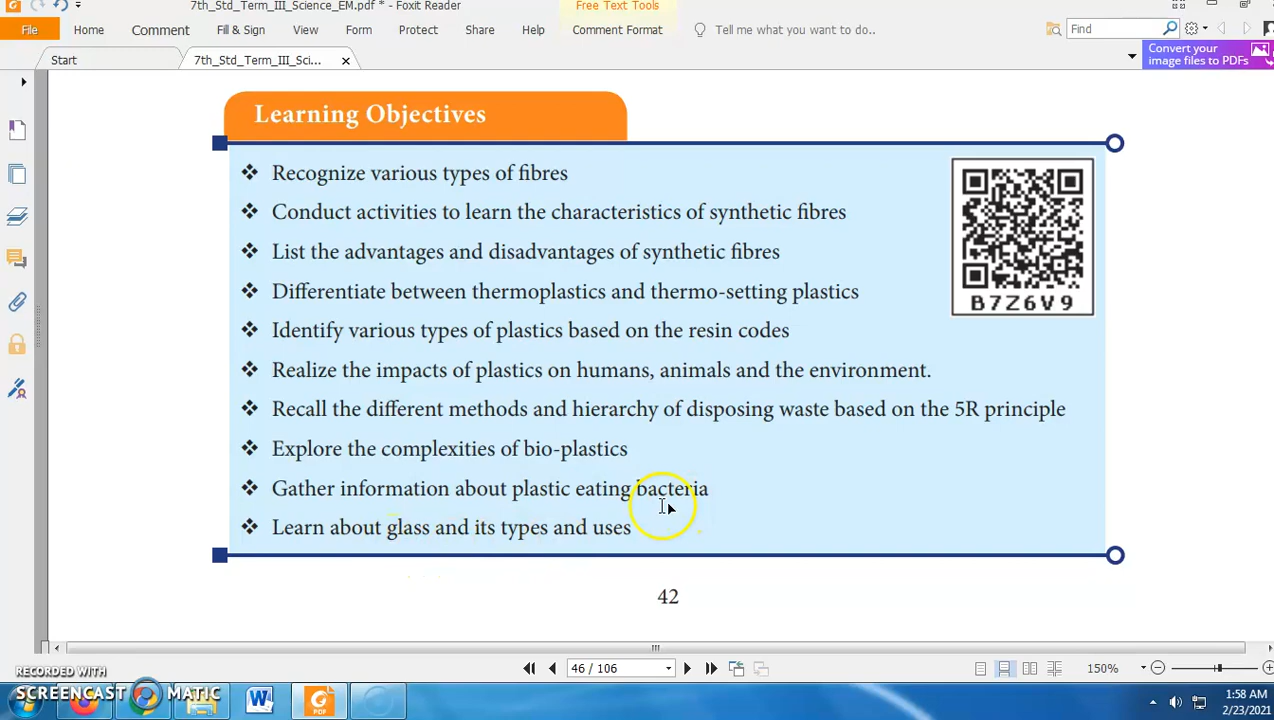 7th_Std_Term_III_Science_EM.pdf * - Foxit Reader
Free Text Tools
File Home Comment Fill & Sign View Form Protect Share Help Comment Format Tell me what you want to do.. Find
Start 7th_Std_Term_III_Sci...
Convert your
image files to PDFs
Learning Objectives
Recognize various types of fibres
Conduct activities to learn the characteristics of synthetic fibres
List the advantages and disadvantages of synthetic fibres
Differentiate between thermoplastics and thermo-setting plastics
B7Z6V9
Identify various types of plastics based on the resin codes
Realize the impacts of plastics on humans, animals and the environment.
Recall the different methods and hierarchy of disposing waste based on the 5R principle
Explore the complexities of bio-plastics
Gather information about plastic eating bacteria
Learn about glass and its types and uses
42
46 / 106
150%
RECORDED WITH
SCREENCAST MATIC
1:58 AM
2/23/2021